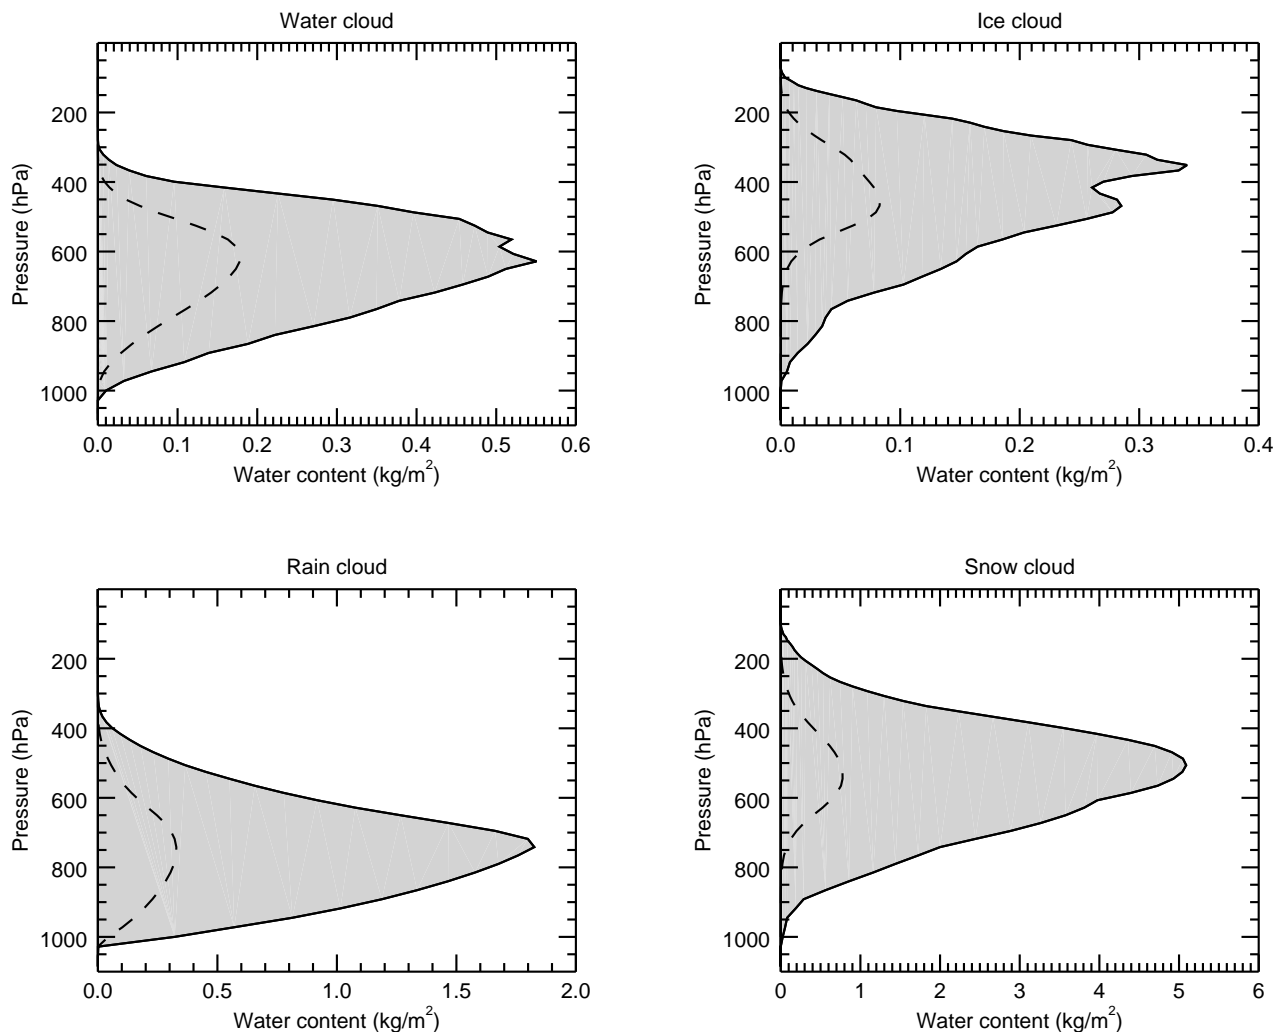 Water cloud
Pressure (hPa)
200
400
600
800
1000
0.0 0.1 0.2 0.3 0.4 0.5 0.6
Water content (kg/m²)
Ice cloud
Pressure (hPa)
200
400
600
800
1000
0.0 0.1 0.2 0.3 0.4
Water content (kg/m²)
Rain cloud
Pressure (hPa)
200
400
600
800
1000
0.0 0.5 1.0 1.5 2.0
Water content (kg/m²)
Snow cloud
Pressure (hPa)
200
400
600
800
1000
0 1 2 3 4 5 6
Water content (kg/m²)